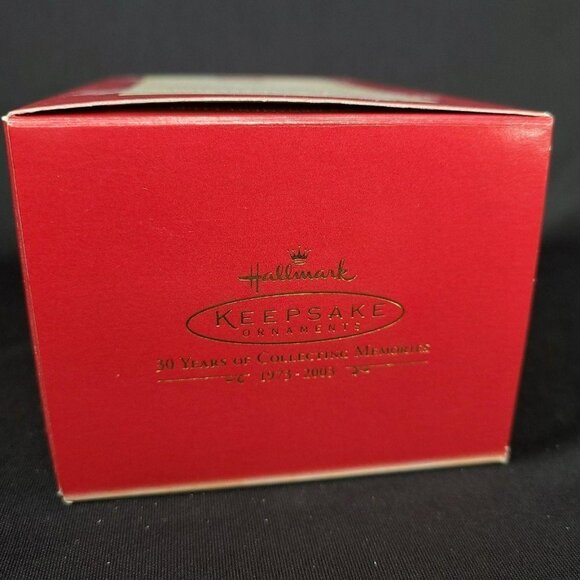 Hallmark
KEEPSAKE
ORNAMENTS
30 YEARS OF COLLECTING MEMORIES
1973-2003